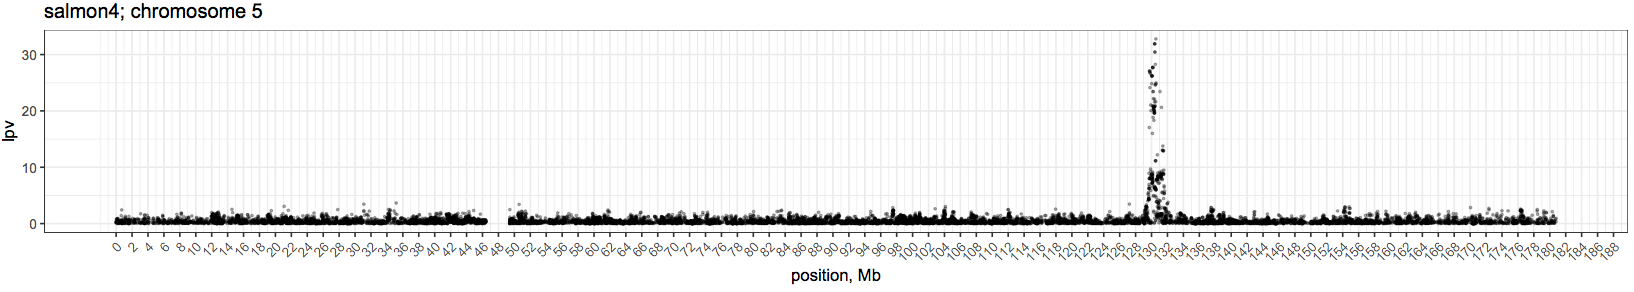 salmon4; chromosome 5
30
20
10
0
lpv
0 2 4 6 8 10 12 14 16 18 20 22 24 26 28 30 32 34 36 38 40 42 44 46 48 50 52 54 56 58 60 62 64 66 68 70 72 74 76 78 80 82 84 86 88 90 92 94 96 98 100 102 104 106 108 110 112 114 116 118 120 122 124 126 128 130 132 134 136 138 140 142 144 146 148 150 152 154 156 158 160 162 164 166 168 170 172 174 176 178 180 182 184 186 188
position, Mb